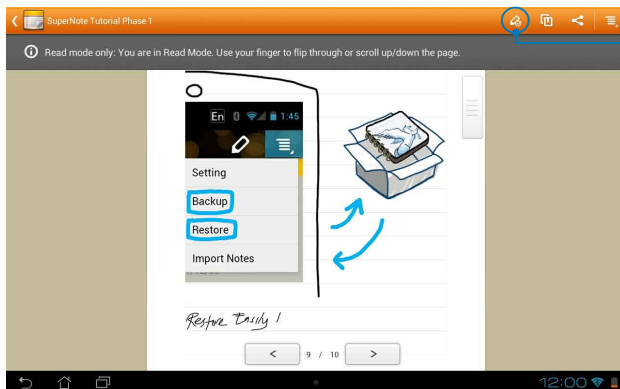 SuperNote Tutorial Phase 1
Read mode only: You are in Read Mode. Use your finger to flip through or scroll up/down the page.
En 1:45
Setting
Backup
Restore
Import Notes
Restore Easily !
< 9 / 10 >
12:00